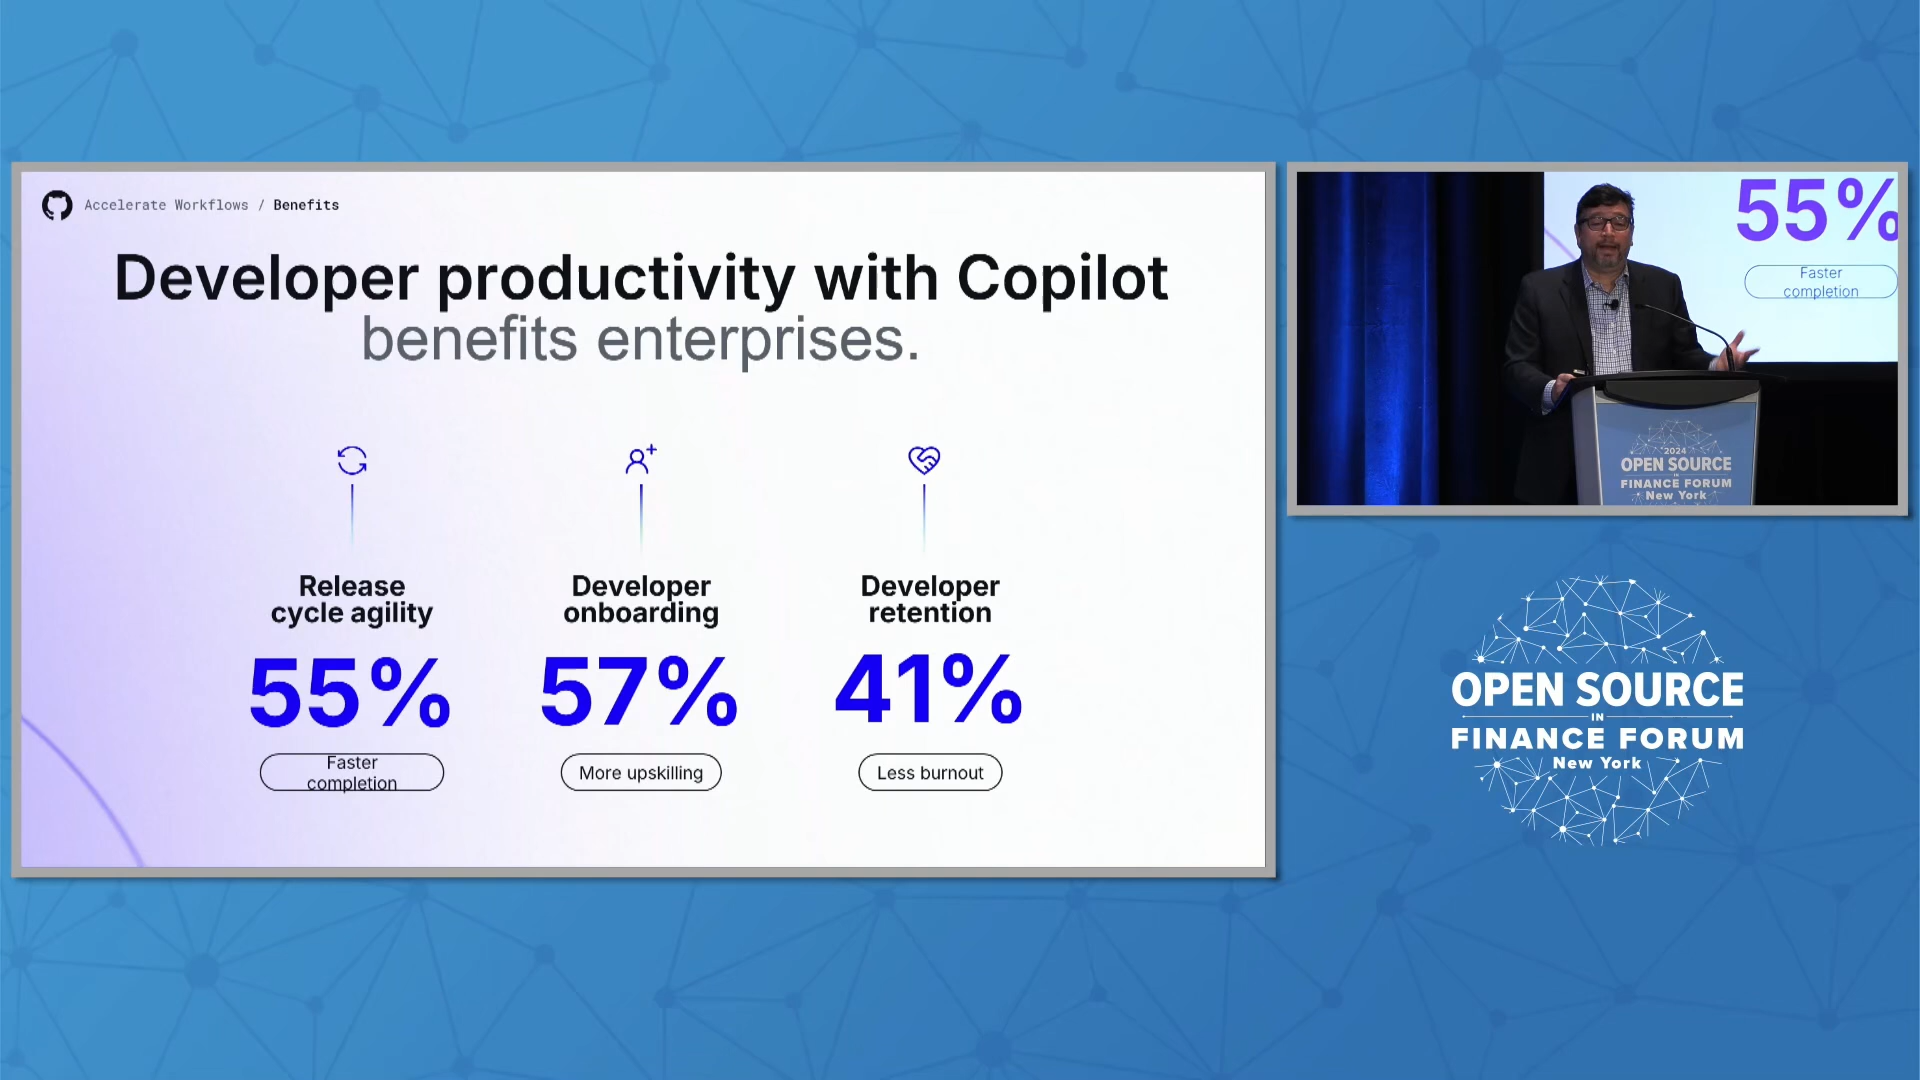 Accelerate Workflows / Benefits
Developer productivity with Copilot
benefits enterprises.
Release
cycle agility
55%
Faster
completion
Developer
onboarding
57%
More upskilling
Developer
retention
41%
Less burnout
55%
Faster
completion
2024
OPEN SOURCE
IN
FINANCE FORUM
New York
OPEN SOURCE
IN
FINANCE FORUM
New York